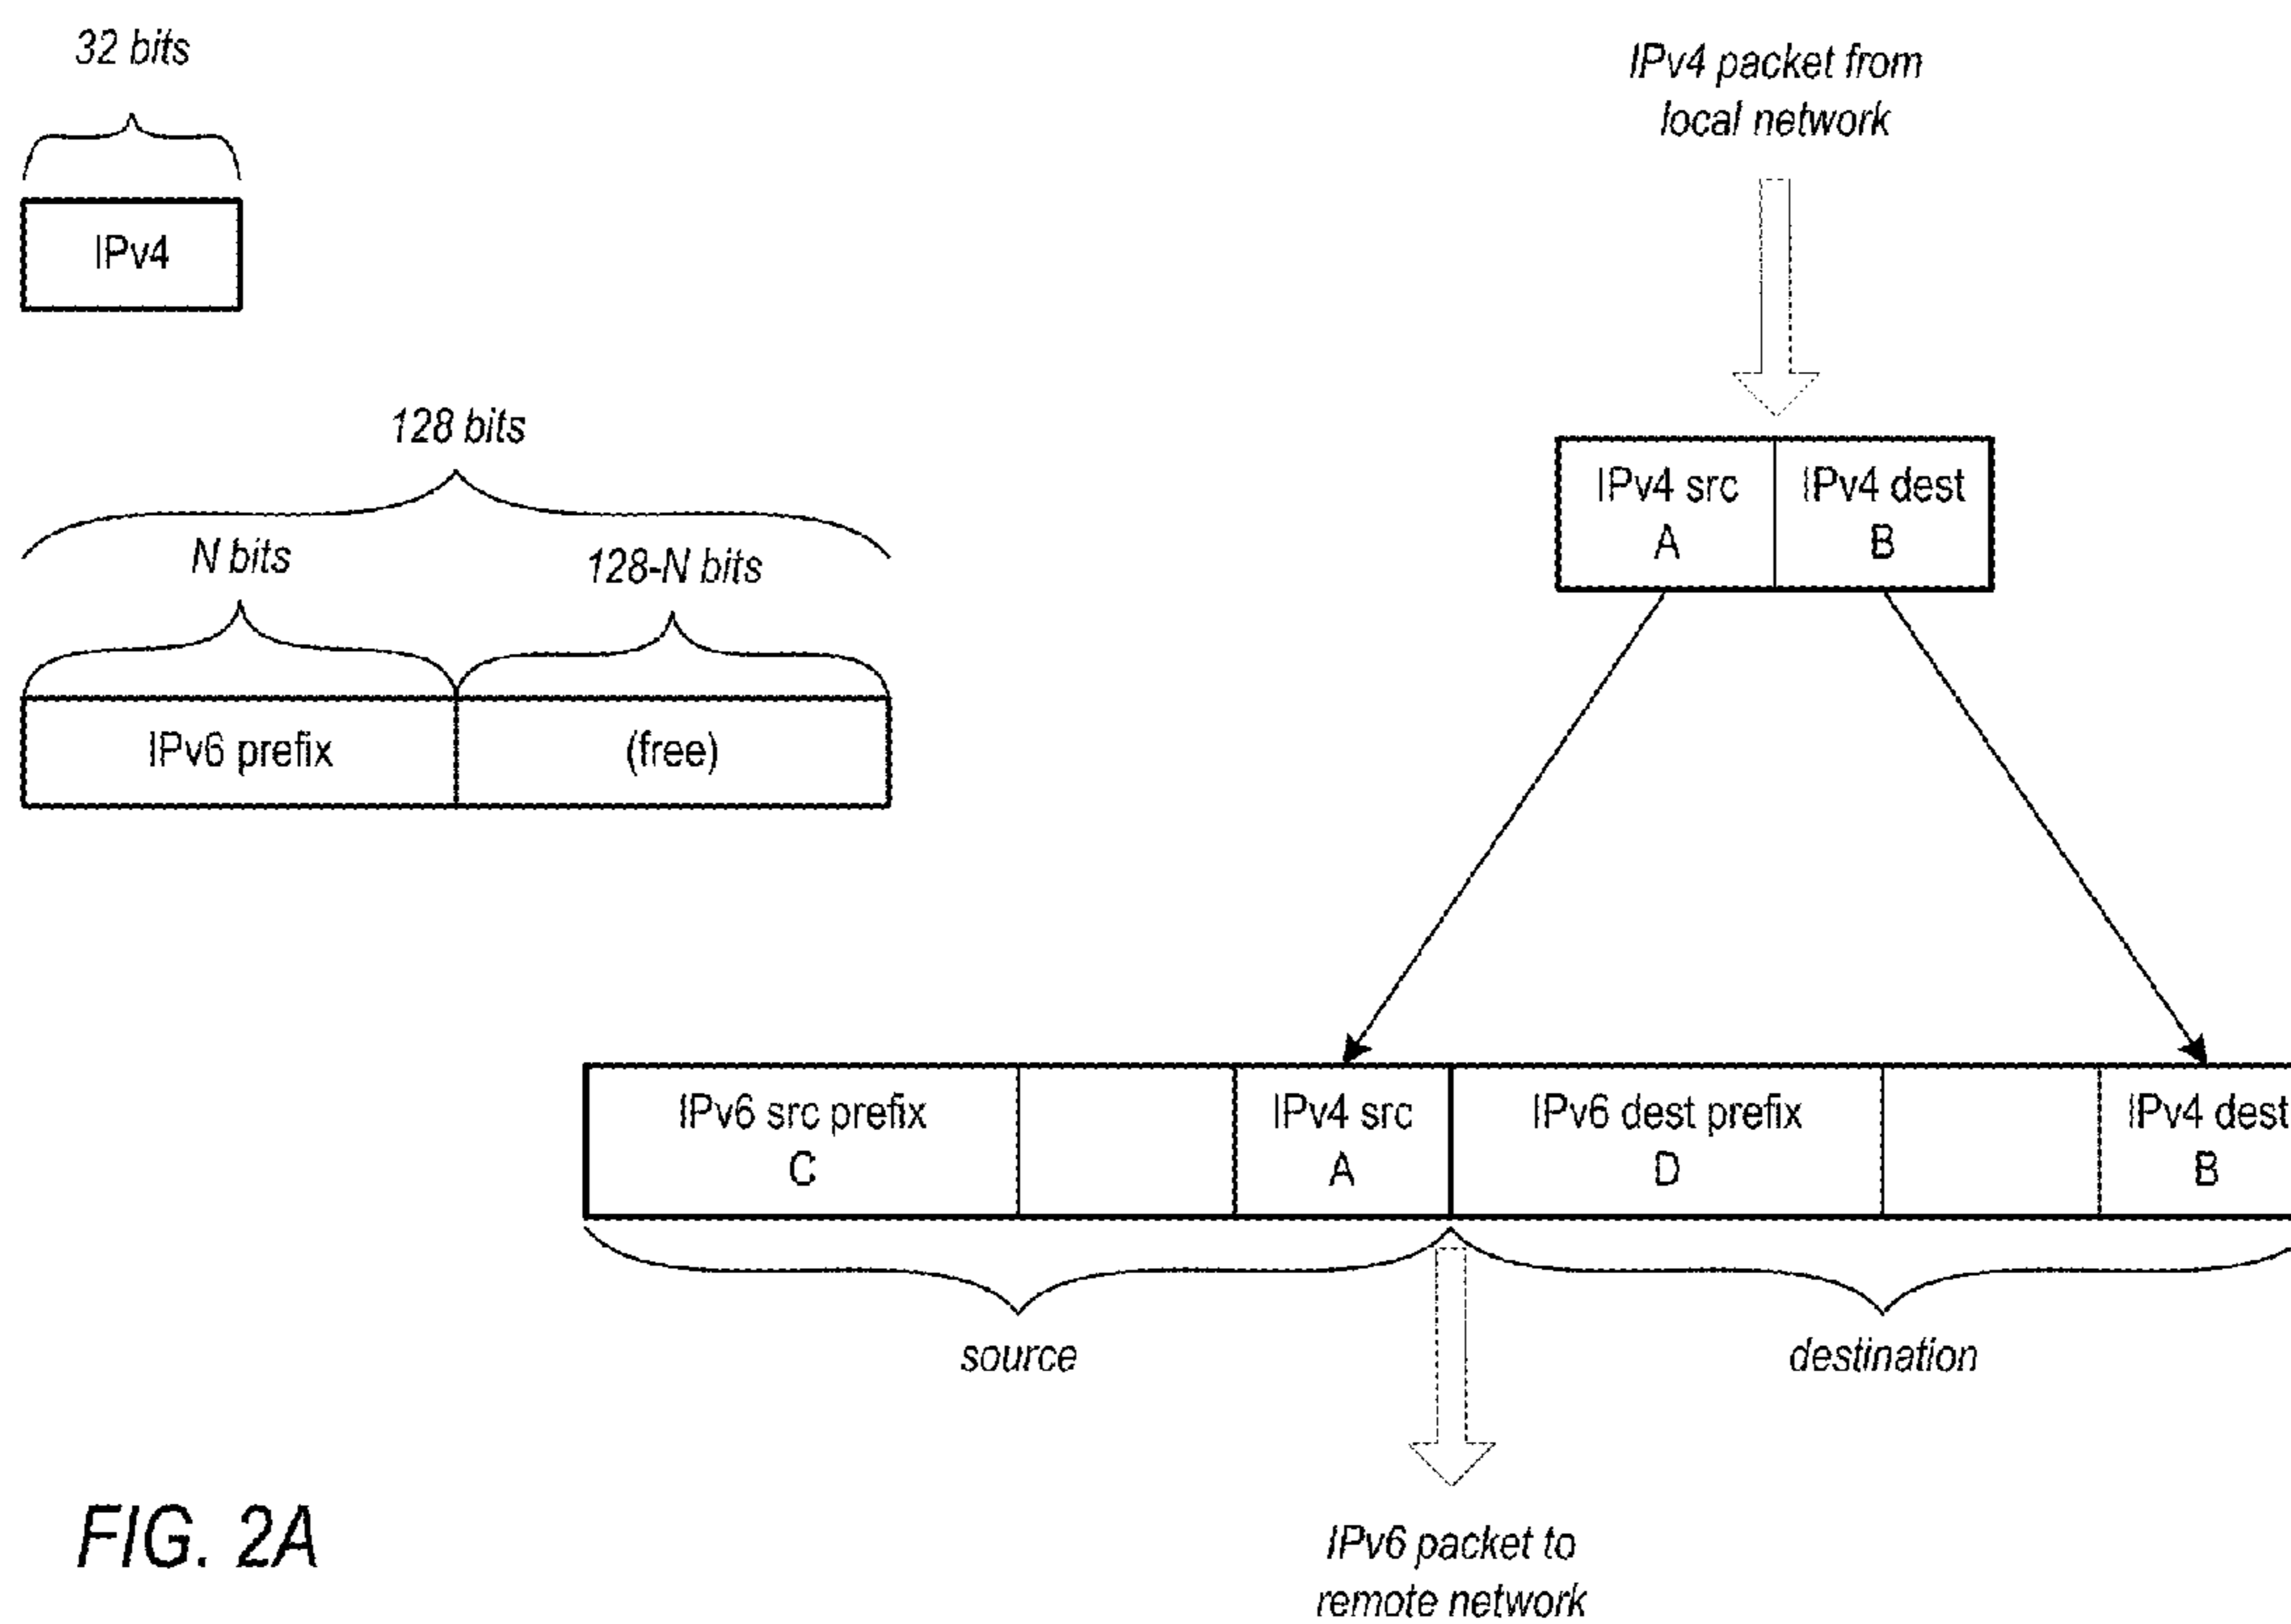 32 bits
IPv4
128 bits
N bits
128-N bits
IPv6 prefix
(free)
IPv4 packet from
local network
IPv4 src
A
IPv4 dest
B
IPv6 src prefix
C
IPv4 src
A
IPv6 dest prefix
D
IPv4 dest
B
source
destination
IPv6 packet to
remote network
FIG. 2A